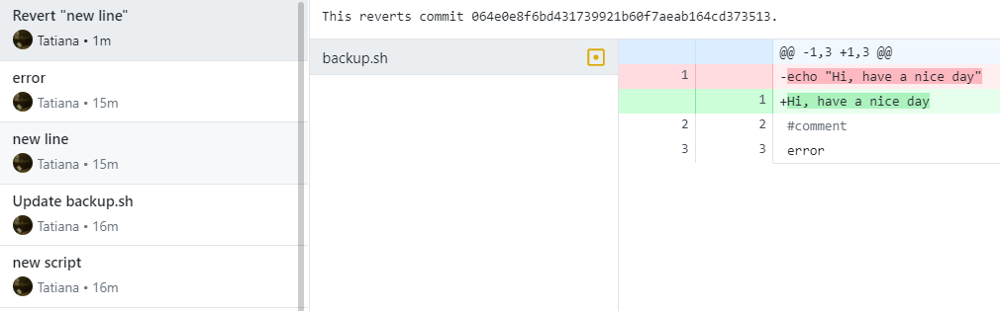 Revert "new line"
Tatiana • 1m
error
Tatiana • 15m
new line
Tatiana • 15m
Update backup.sh
Tatiana • 16m
new script
Tatiana • 16m
This reverts commit 064e0e8f6bd431739921b60f7aeab164cd373513.
backup.sh
@@ -1,3 +1,3 @@
1 -echo "Hi, have a nice day"
1 +Hi, have a nice day
2 2 #comment
3 3 error